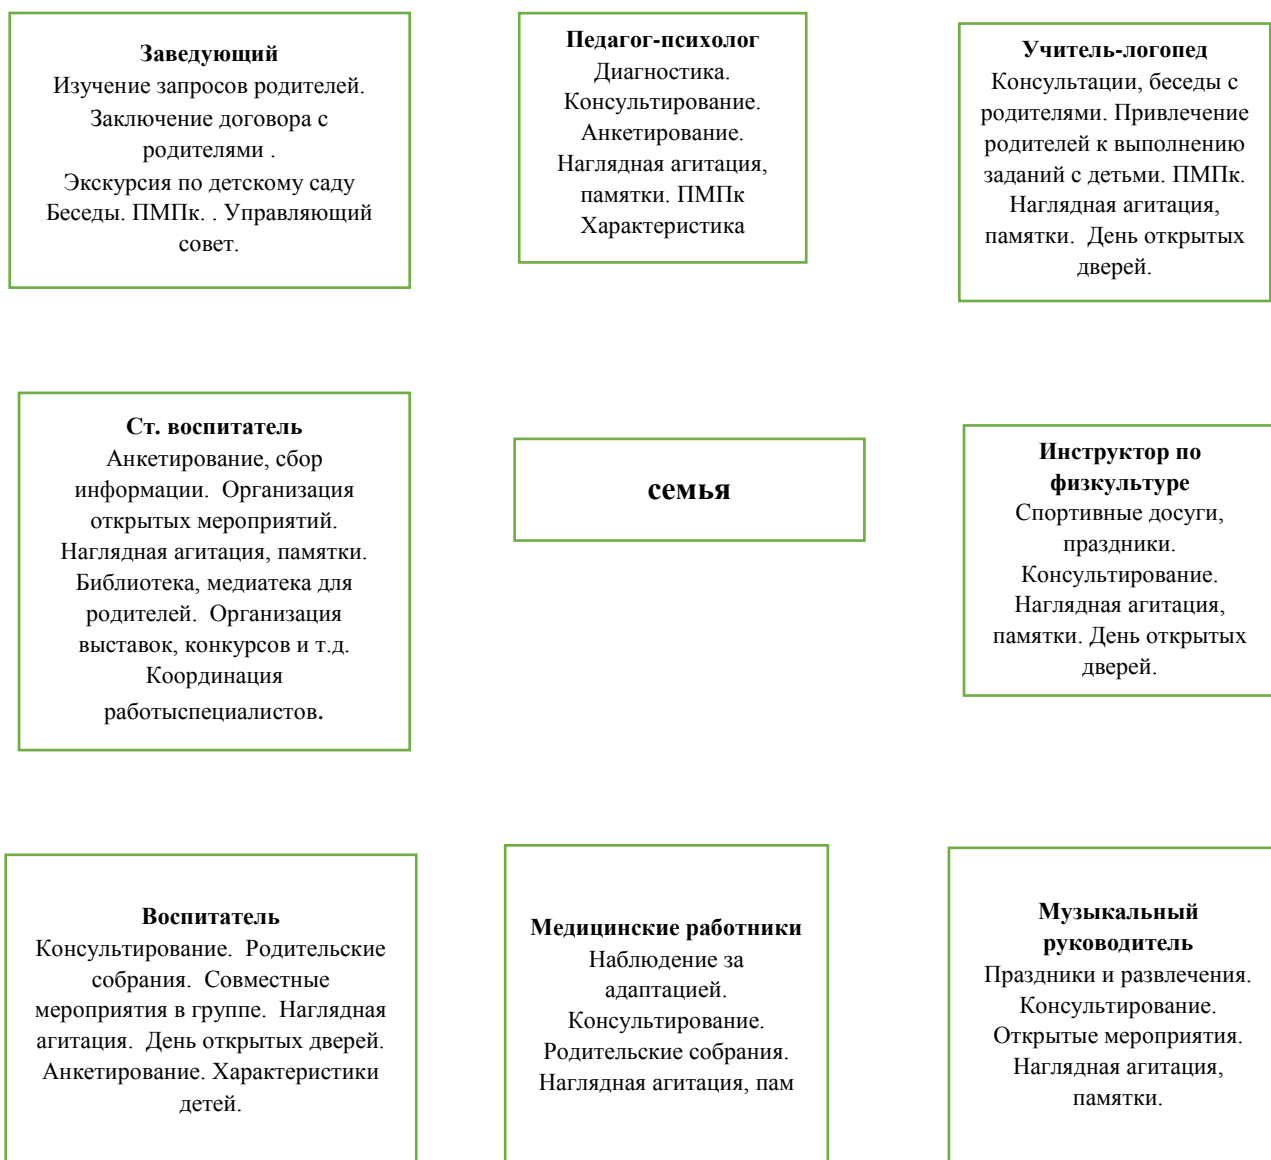 Заведующий
Изучение запросов родителей.
Заключение договора с
родителями .
Экскурсия по детскому саду
Беседы. ПМПк. . Управляющий
совет.
Педагог-психолог
Диагностика.
Консультирование.
Анкетирование.
Наглядная агитация,
памятки. ПМПк
Характеристика
Учитель-логопед
Консультации, беседы с
родителями. Привлечение
родителей к выполнению
заданий с детьми. ПМПк.
Наглядная агитация,
памятки. День открытых
дверей.
Ст. воспитатель
Анкетирование, сбор
информации. Организация
открытых мероприятий.
Наглядная агитация, памятки.
Библиотека, медиатека для
родителей. Организация
выставок, конкурсов и т.д.
Координация
работыспециалистов.
семья
Инструктор по
физкультуре
Спортивные досуги,
праздники.
Консультирование.
Наглядная агитация,
памятки. День открытых
дверей.
Воспитатель
Консультирование. Родительские
собрания. Совместные
мероприятия в группе. Наглядная
агитация. День открытых дверей.
Анкетирование. Характеристики
детей.
Медицинские работники
Наблюдение за
адаптацией.
Консультирование.
Родительские собрания.
Наглядная агитация, пам
Музыкальный
руководитель
Праздники и развлечения.
Консультирование.
Открытые мероприятия.
Наглядная агитация,
памятки.